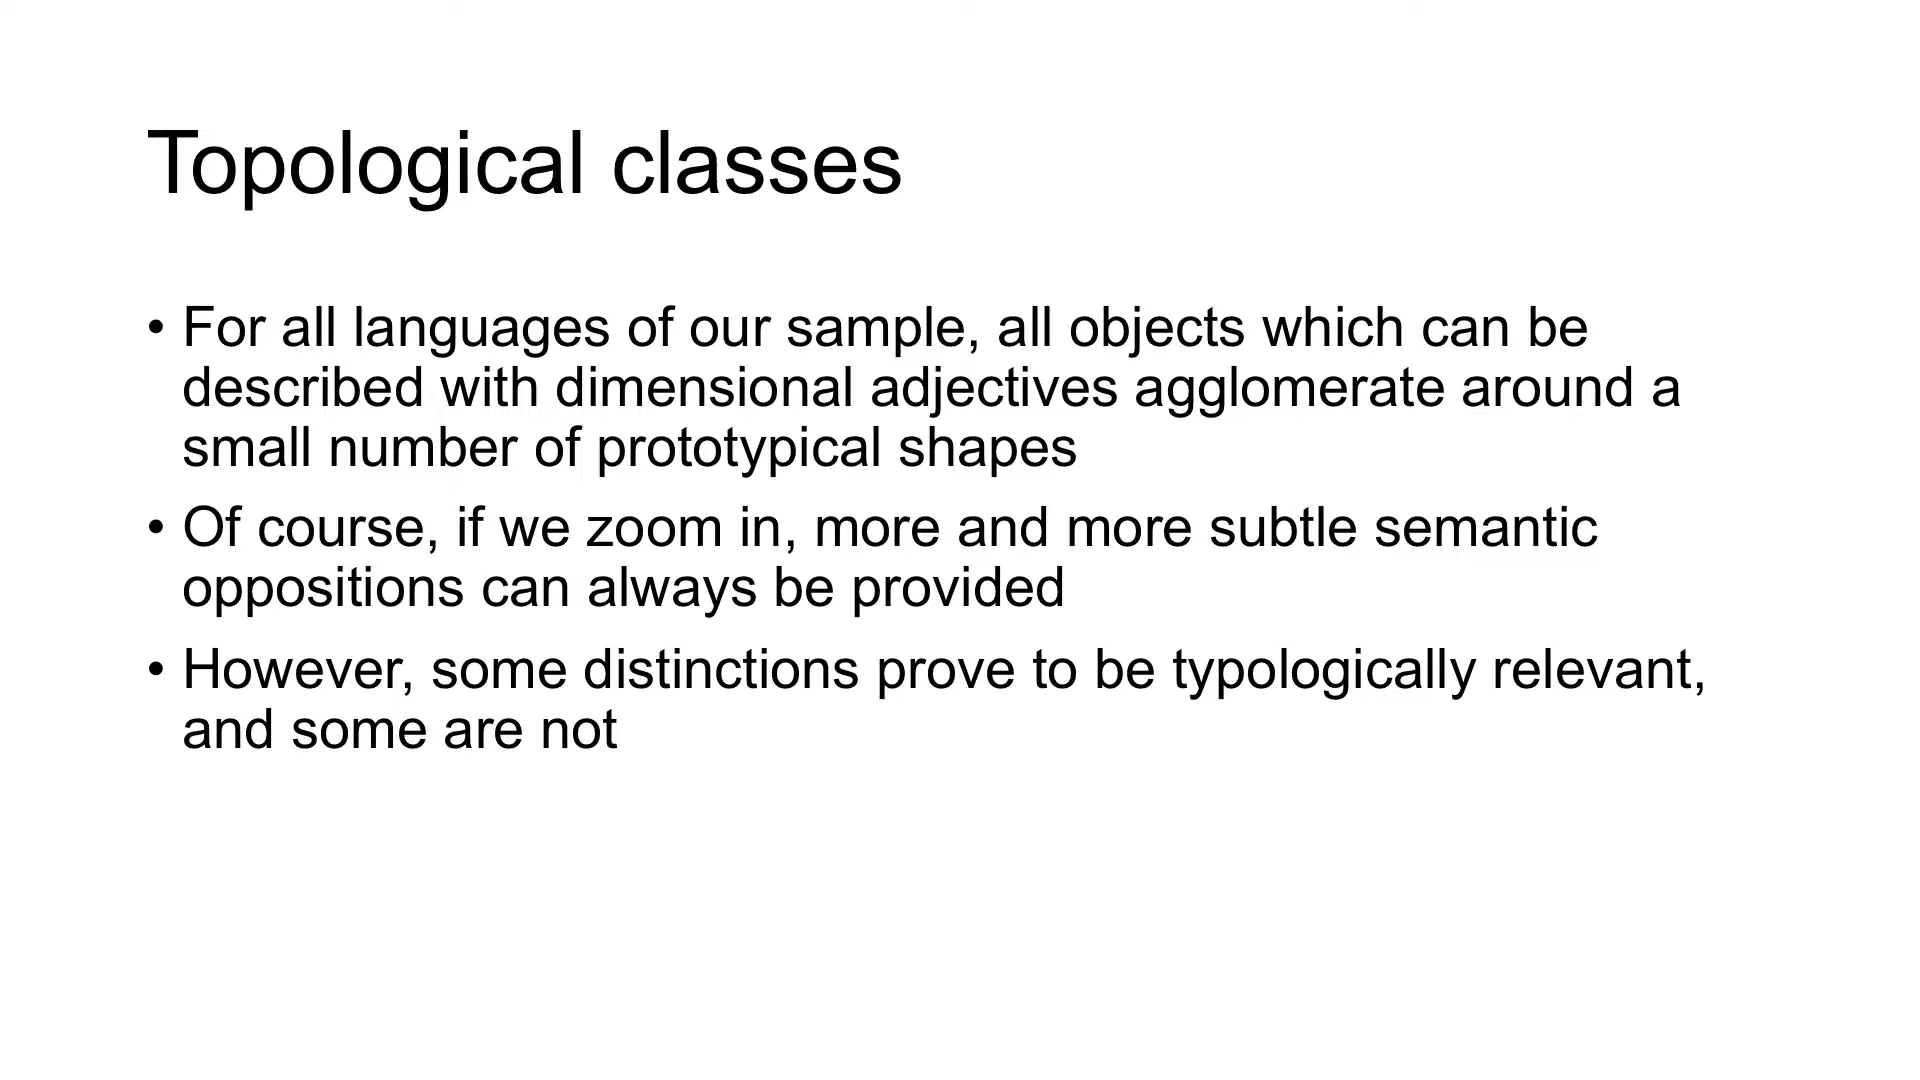 Topological classes
• For all languages of our sample, all objects which can be
described with dimensional adjectives agglomerate around a
small number of prototypical shapes
• Of course, if we zoom in, more and more subtle semantic
oppositions can always be provided
• However, some distinctions prove to be typologically relevant,
and some are not